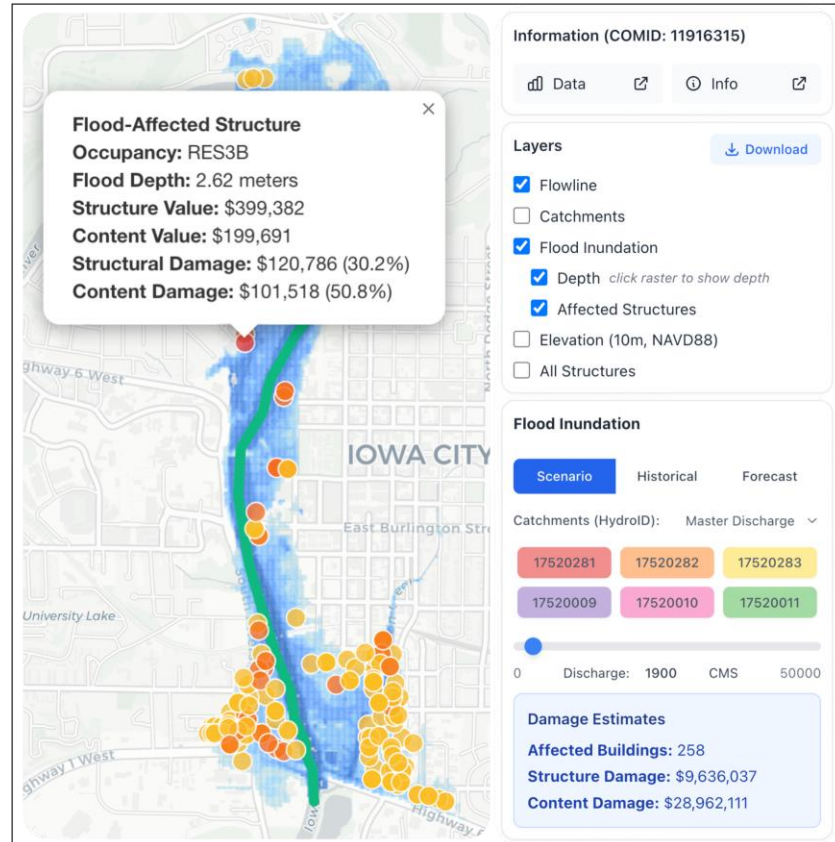 Flood-Affected Structure
Occupancy: RES3B
Flood Depth: 2.62 meters
Structure Value: $399,382
Content Value: $199,691
Structural Damage: $120,786 (30.2%)
Content Damage: $101,518 (50.8%)
ghway 6 West
IOWA CITY
East Burlington Stre
University Lake
ghway 1 West
Iowa
Highway 6
North Dodge Street
Information (COMID: 11916315)
Data
Info
Layers
Download
Flowline
Catchments
Flood Inundation
Depth click raster to show depth
Affected Structures
Elevation (10m, NAVD88)
All Structures
Flood Inundation
Scenario Historical Forecast
Catchments (HydroID): Master Discharge
17520281 17520282 17520283
17520009 17520010 17520011
0 Discharge: 1900 CMS 50000
Damage Estimates
Affected Buildings: 258
Structure Damage: $9,636,037
Content Damage: $28,962,111